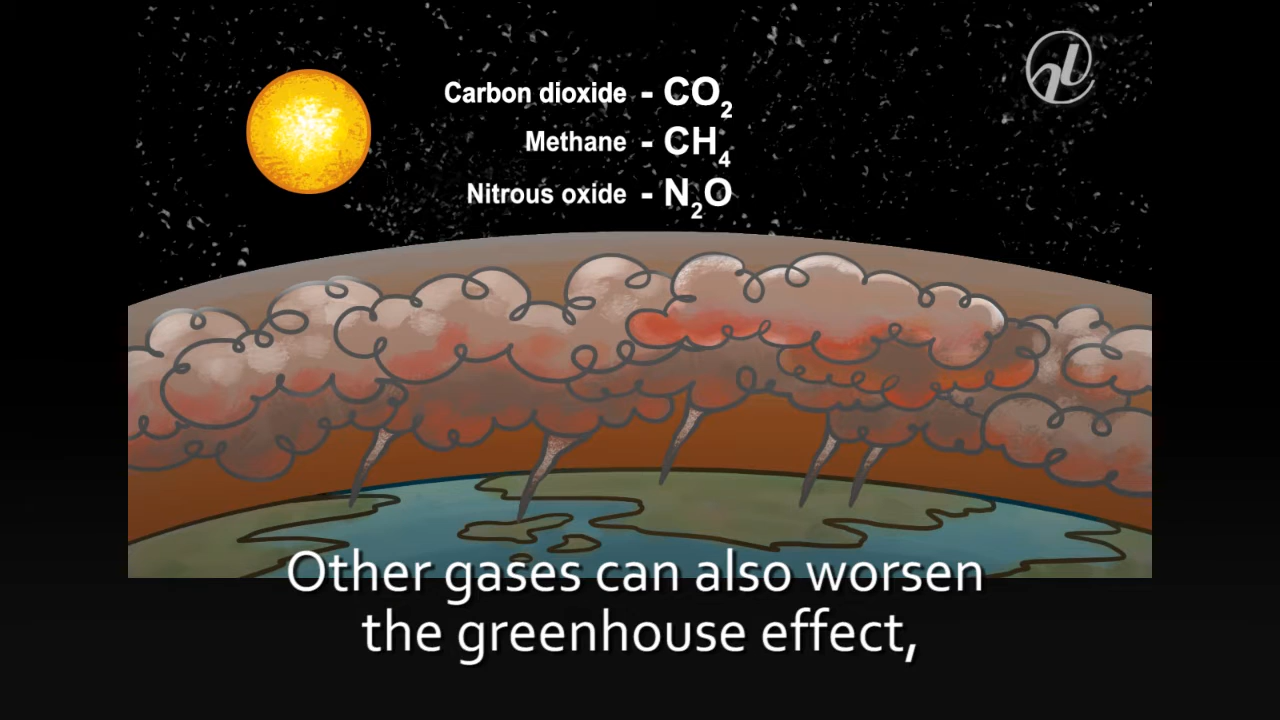 Carbon dioxide - CO₂
Methane - CH₄
Nitrous oxide - N₂O
Other gases can also worsen
the greenhouse effect,